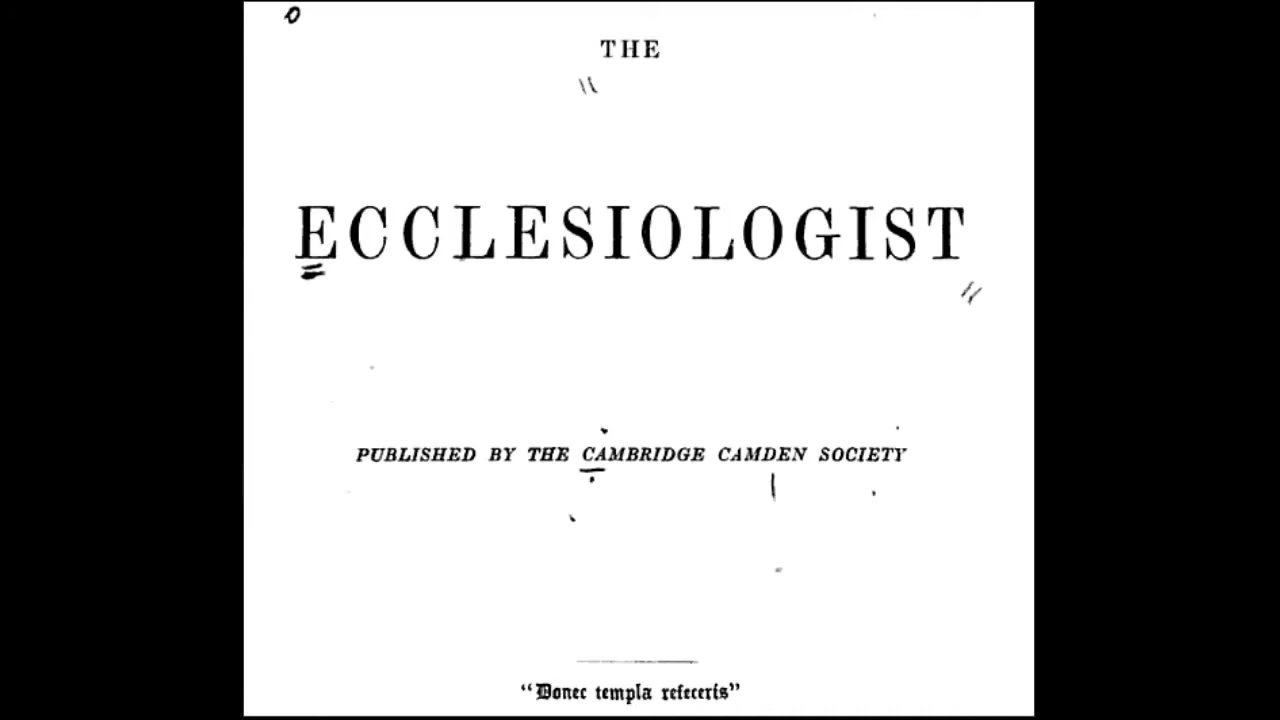 THE
ECCLESIOLOGIST
PUBLISHED BY THE CAMBRIDGE CAMDEN SOCIETY
“Donec templa refeceris”